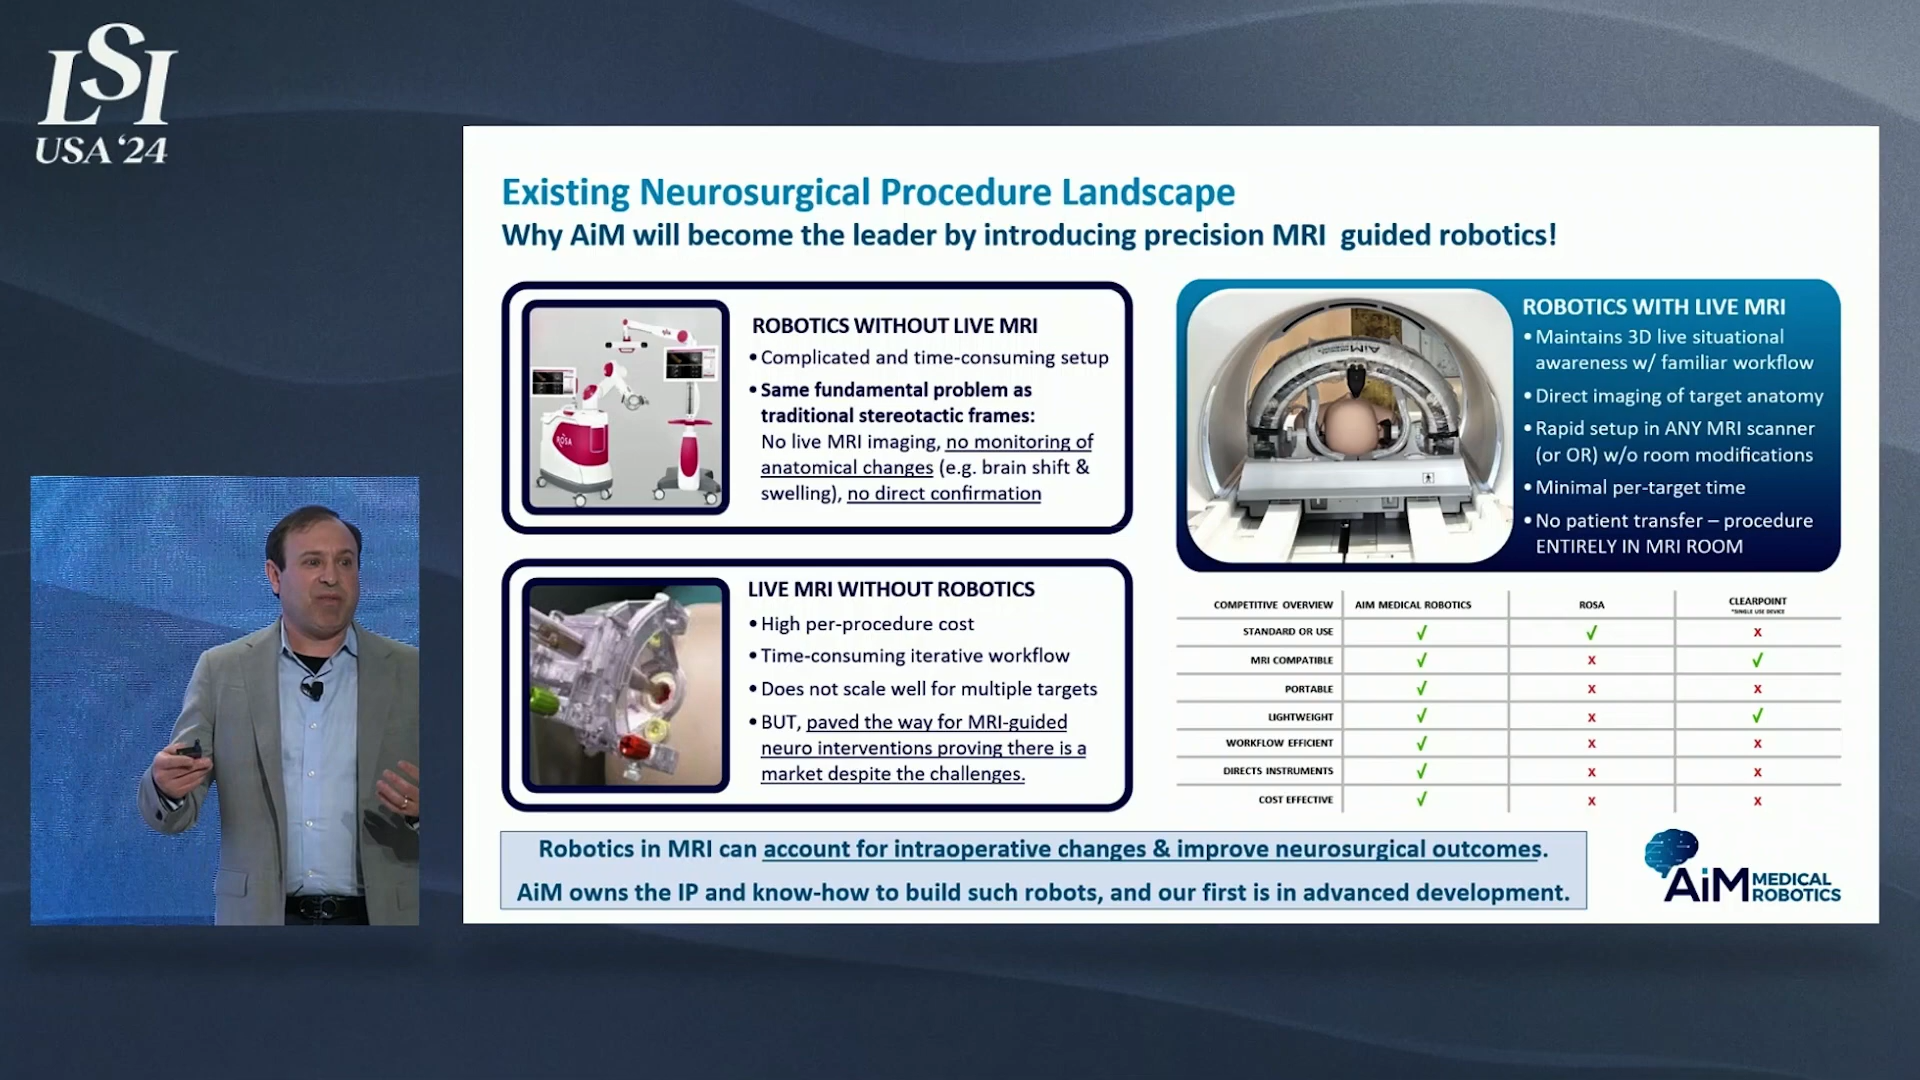 LSI
USA '24
Existing Neurosurgical Procedure Landscape
Why AiM will become the leader by introducing precision MRI guided robotics!
ROSA
ROBOTICS WITHOUT LIVE MRI
• Complicated and time-consuming setup
• Same fundamental problem as
traditional stereotactic frames:
No live MRI imaging, no monitoring of
anatomical changes (e.g. brain shift &
swelling), no direct confirmation
LIVE MRI WITHOUT ROBOTICS
• High per-procedure cost
• Time-consuming iterative workflow
• Does not scale well for multiple targets
• BUT, paved the way for MRI-guided
neuro interventions proving there is a
market despite the challenges.
AiM
ROBOTICS WITH LIVE MRI
• Maintains 3D live situational
awareness w/ familiar workflow
• Direct imaging of target anatomy
• Rapid setup in ANY MRI scanner
(or OR) w/o room modifications
• Minimal per-target time
• No patient transfer – procedure
ENTIRELY IN MRI ROOM
COMPETITIVE OVERVIEW AIM MEDICAL ROBOTICS ROSA CLEARPOINT
*SINGLE USE DEVICE
STANDARD OR USE √ √ X
MRI COMPATIBLE √ X √
PORTABLE √ X X
LIGHTWEIGHT √ X √
WORKFLOW EFFICIENT √ X X
DIRECTS INSTRUMENTS √ X X
COST EFFECTIVE √ X X
Robotics in MRI can account for intraoperative changes & improve neurosurgical outcomes.
AiM owns the IP and know-how to build such robots, and our first is in advanced development.
AiM MEDICAL
ROBOTICS